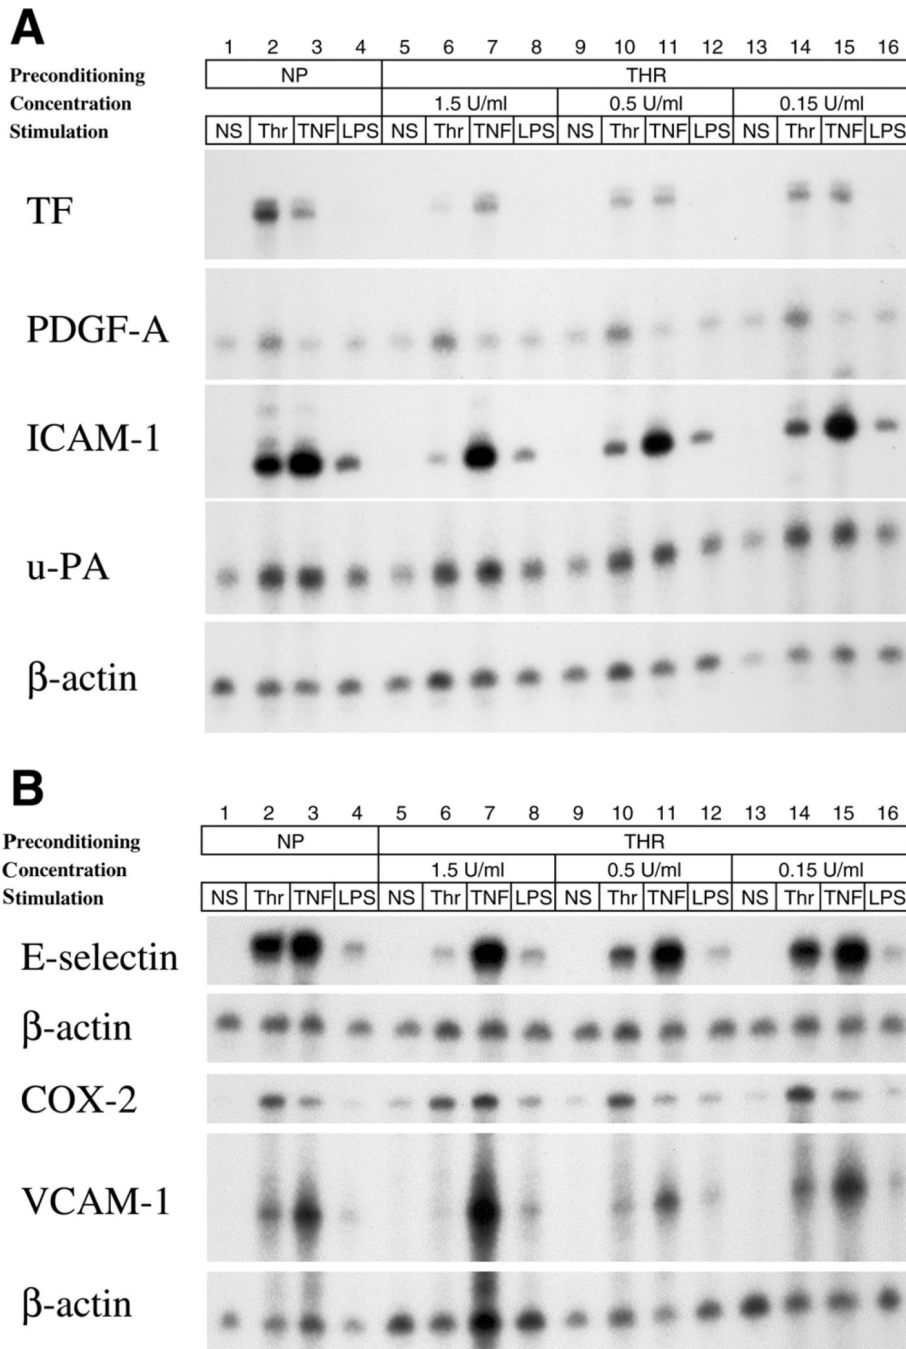 A
1 2 3 4 5 6 7 8 9 10 11 12 13 14 15 16
Preconditioning NP THR
Concentration 1.5 U/ml 0.5 U/ml 0.15 U/ml
Stimulation NS Thr TNF LPS NS Thr TNF LPS NS Thr TNF LPS NS Thr TNF LPS
TF
PDGF-A
ICAM-1
u-PA
β-actin
B
1 2 3 4 5 6 7 8 9 10 11 12 13 14 15 16
Preconditioning NP THR
Concentration 1.5 U/ml 0.5 U/ml 0.15 U/ml
Stimulation NS Thr TNF LPS NS Thr TNF LPS NS Thr TNF LPS NS Thr TNF LPS
E-selectin
β-actin
COX-2
VCAM-1
β-actin